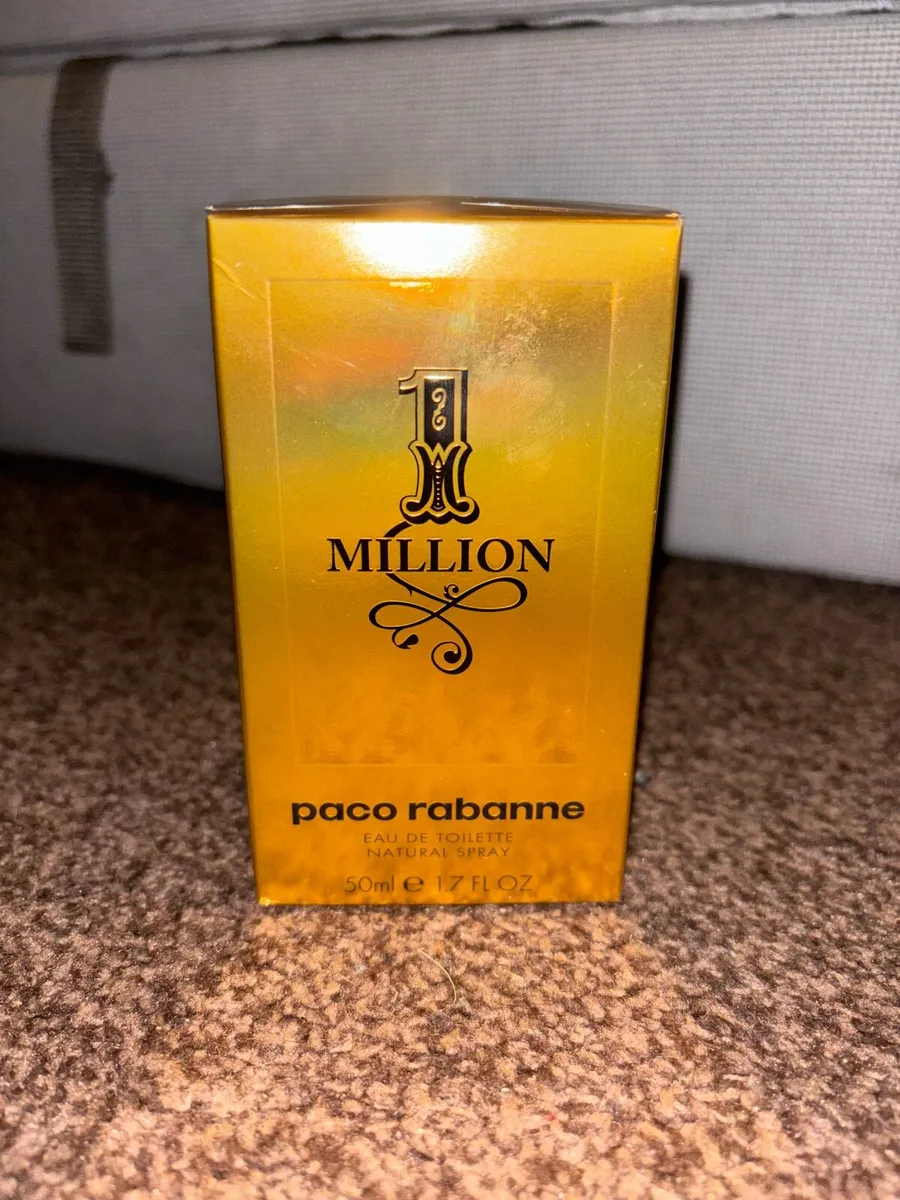 1
MILLION
paco rabanne
EAU DE TOILETTE
NATURAL SPRAY
50ml ℮ 1.7 FL OZ